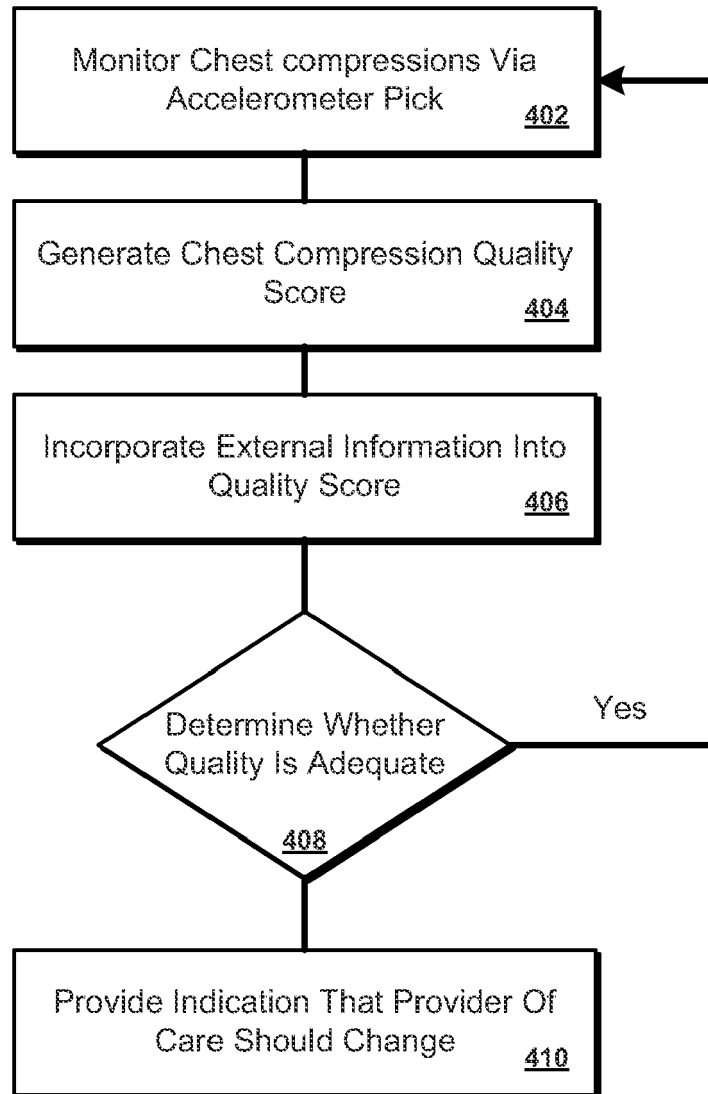 Monitor Chest compressions Via
Accelerometer Pick
402
Generate Chest Compression Quality
Score
404
Incorporate External Information Into
Quality Score
406
Determine Whether
Quality Is Adequate
Yes
408
Provide Indication That Provider Of
Care Should Change
410